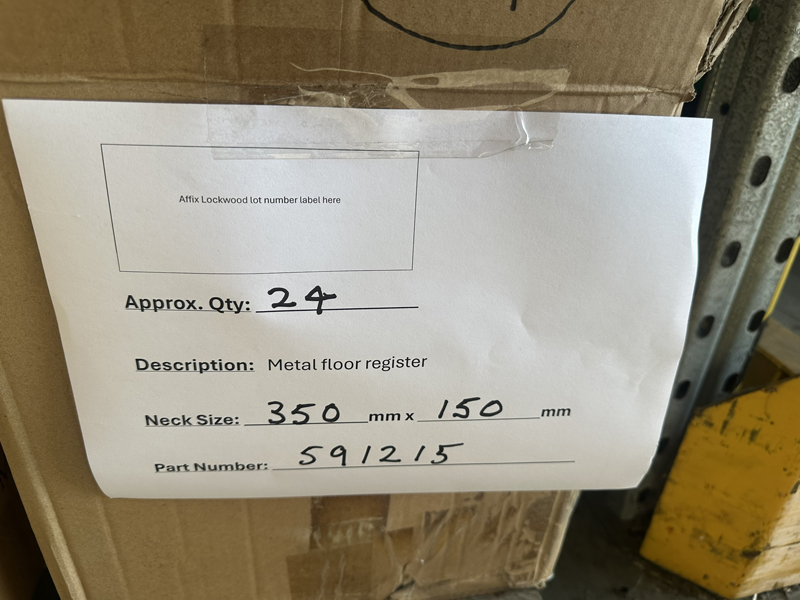 Affix Lockwood lot number label here
Approx. Qty: 24
Description: Metal floor register
Neck Size: 350 mm x 150 mm
Part Number: 591215